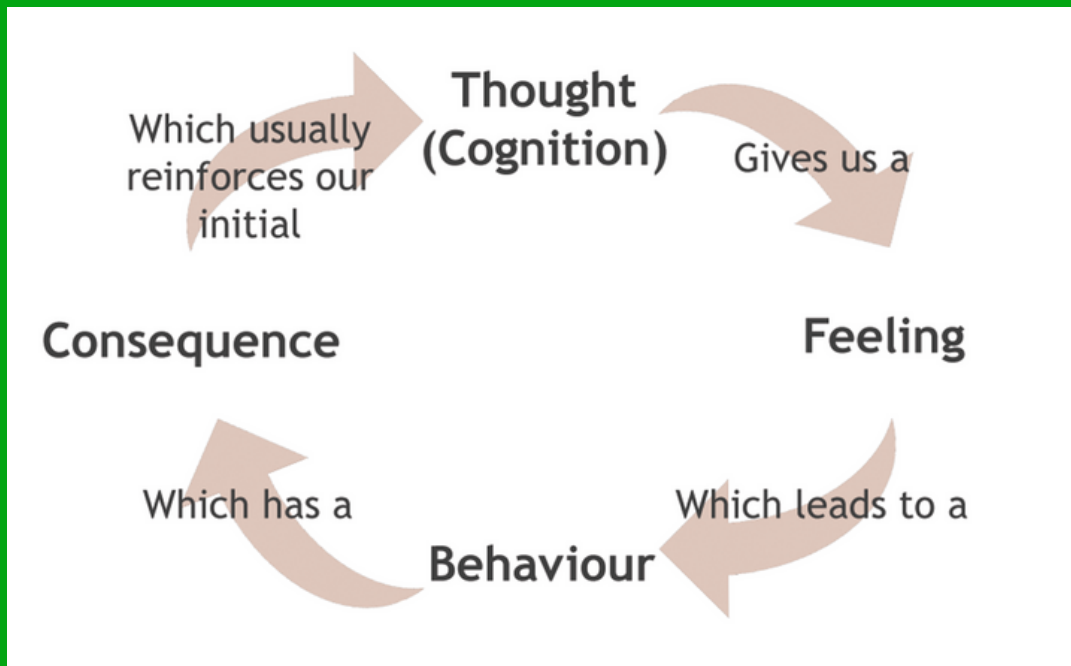 Thought
(Cognition)
Gives us a
Feeling
Which leads to a
Behaviour
Which has a
Consequence
Which usually
reinforces our
initial